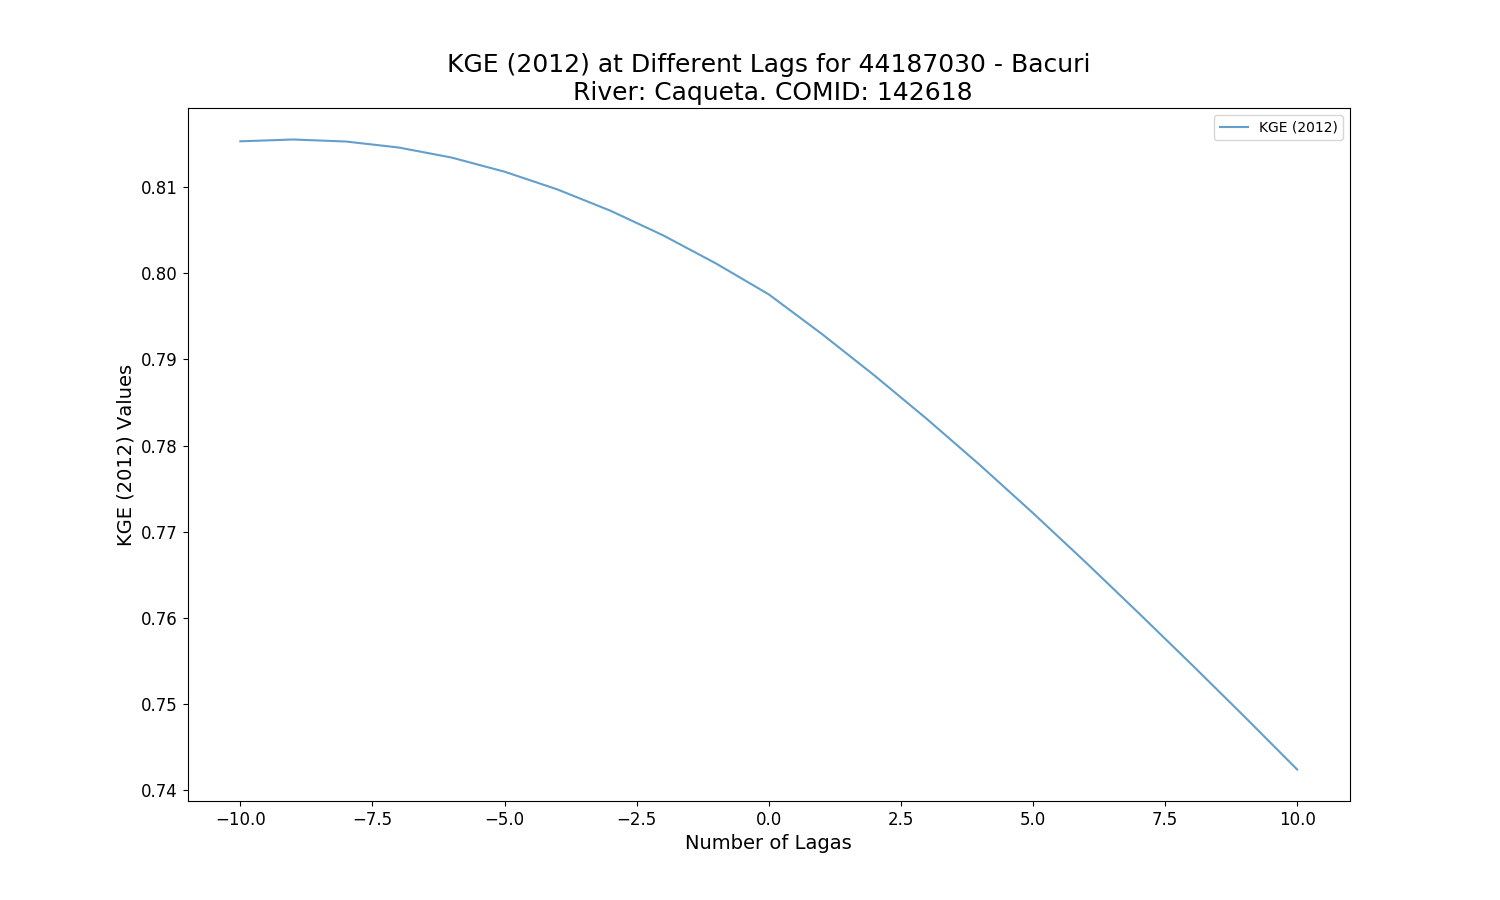 KGE (2012) at Different Lags for 44187030 - Bacuri
River: Caqueta. COMID: 142618
KGE (2012)
0.81
0.80
0.79
0.78
0.77
0.76
0.75
0.74
KGE (2012) Values
−10.0 −7.5 −5.0 −2.5 0.0 2.5 5.0 7.5 10.0
Number of Lagas